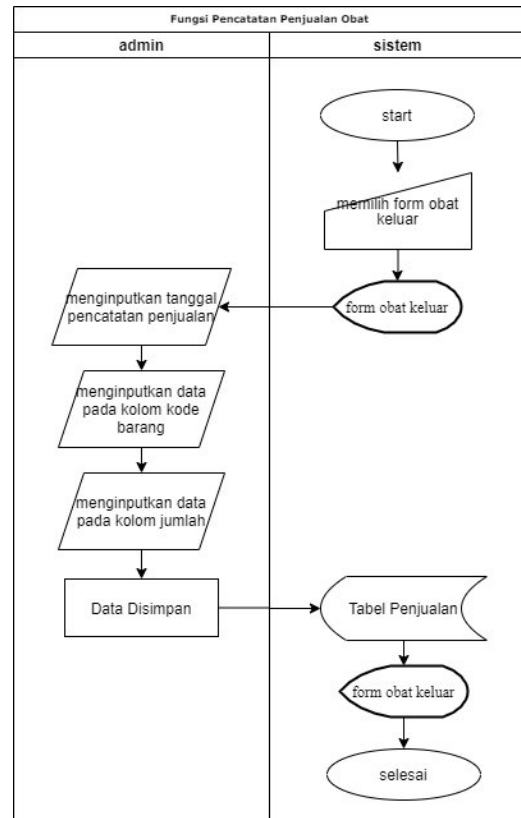 Fungsi Pencatatan Penjualan Obat
admin
sistem
start
memilih form obat
keluar
form obat keluar
menginputkan tanggal
pencatatan penjualan
menginputkan data
pada kolom kode
barang
menginputkan data
pada kolom jumlah
Data Disimpan
Tabel Penjualan
form obat keluar
selesai